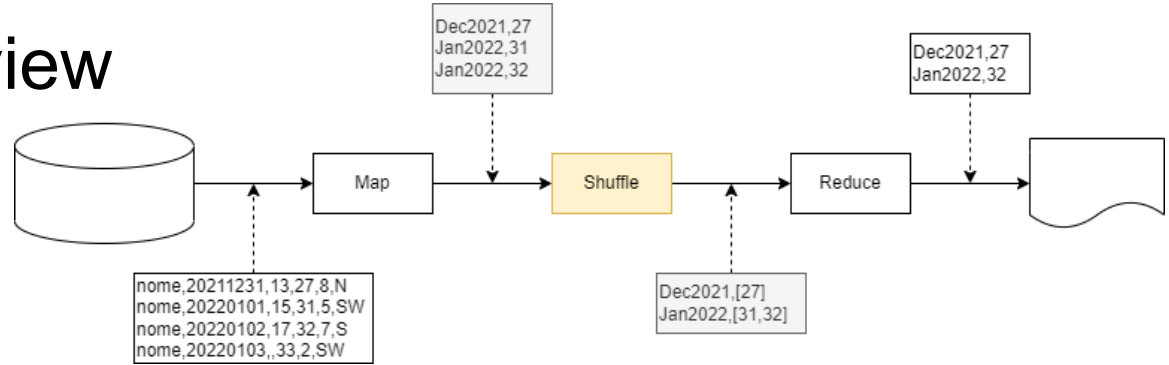 view
Dec2021,27
Jan2022,31
Jan2022,32
Dec2021,27
Jan2022,32
Map
Shuffle
Reduce
nome,20211231,13,27,8,N
nome,20220101,15,31,5,SW
nome,20220102,17,32,7,S
nome,20220103,,33,2,SW
Dec2021,[27]
Jan2022,[31,32]